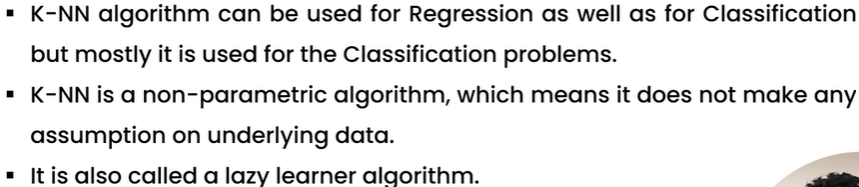 ▪ K-NN algorithm can be used for Regression as well as for Classification
but mostly it is used for the Classification problems.
▪ K-NN is a non-parametric algorithm, which means it does not make any
assumption on underlying data.
▪ It is also called a lazy learner algorithm.